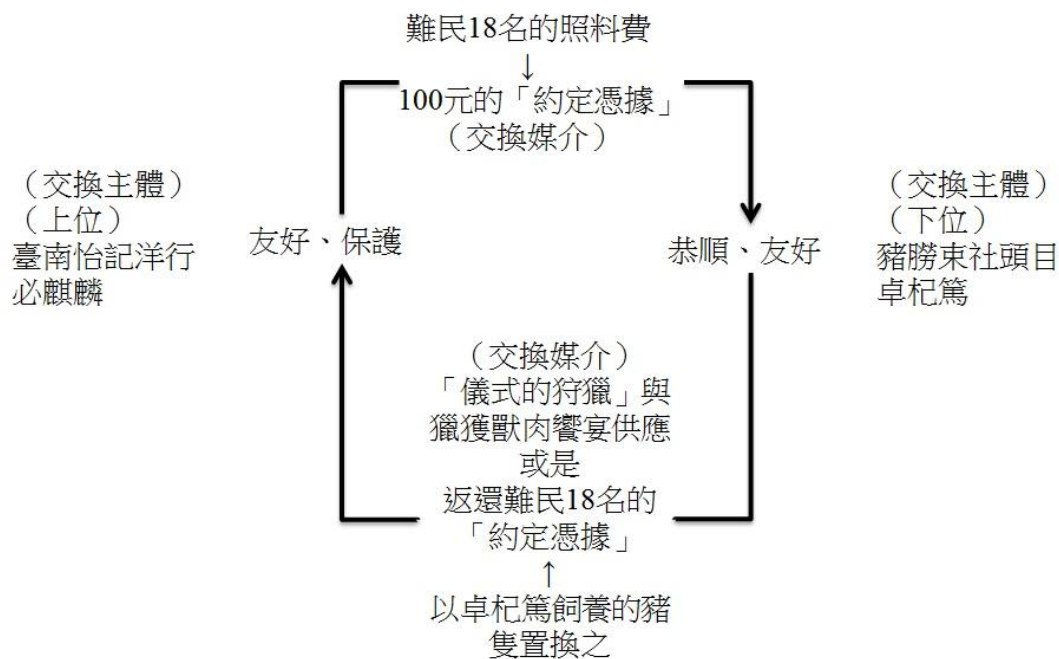 難民18名的照料費
↓
100元的「約定憑據」
（交換媒介）
（交換主體）
（上位）
臺南怡記洋行
必麒麟
友好、保護
恭順、友好
（交換主體）
（下位）
豬勝束社頭目
卓杞篤
（交換媒介）
「儀式的狩獵」與
獵獲獸肉饗宴供應
或是
返還難民18名的
「約定憑據」
↑
以卓杞篤飼養的豬
隻置換之